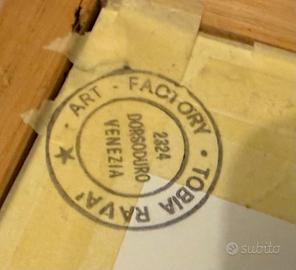 ★ ART - FACTORY • TOBIA RAVA'
2324
DORSODURO
VENEZIA
subito